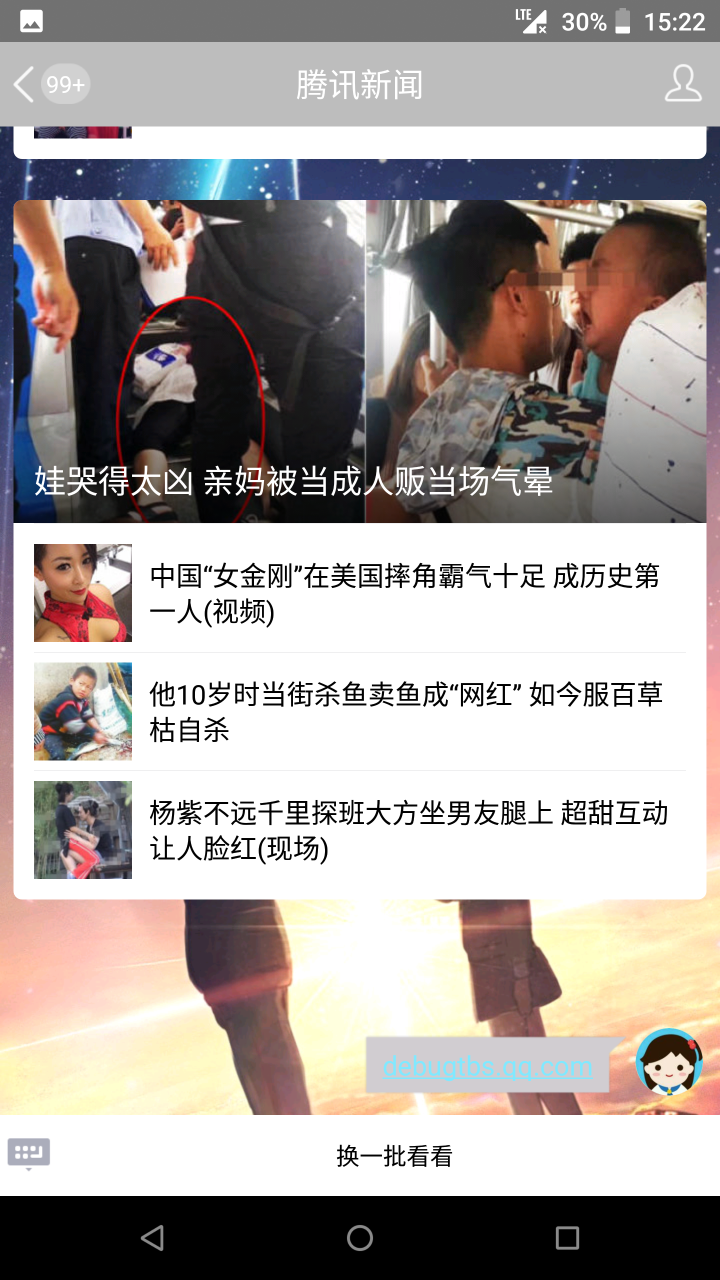 LTE 30% 15:22
99+ 腾讯新闻
娃哭得太凶 亲妈被当成人贩当场气晕
中国“女金刚”在美国摔角霸气十足 成历史第
一人(视频)
他10岁时当街杀鱼卖鱼成“网红” 如今服百草
枯自杀
杨紫不远千里探班大方坐男友腿上 超甜互动
让人脸红(现场)
debugtbs.qq.com
换一批看看